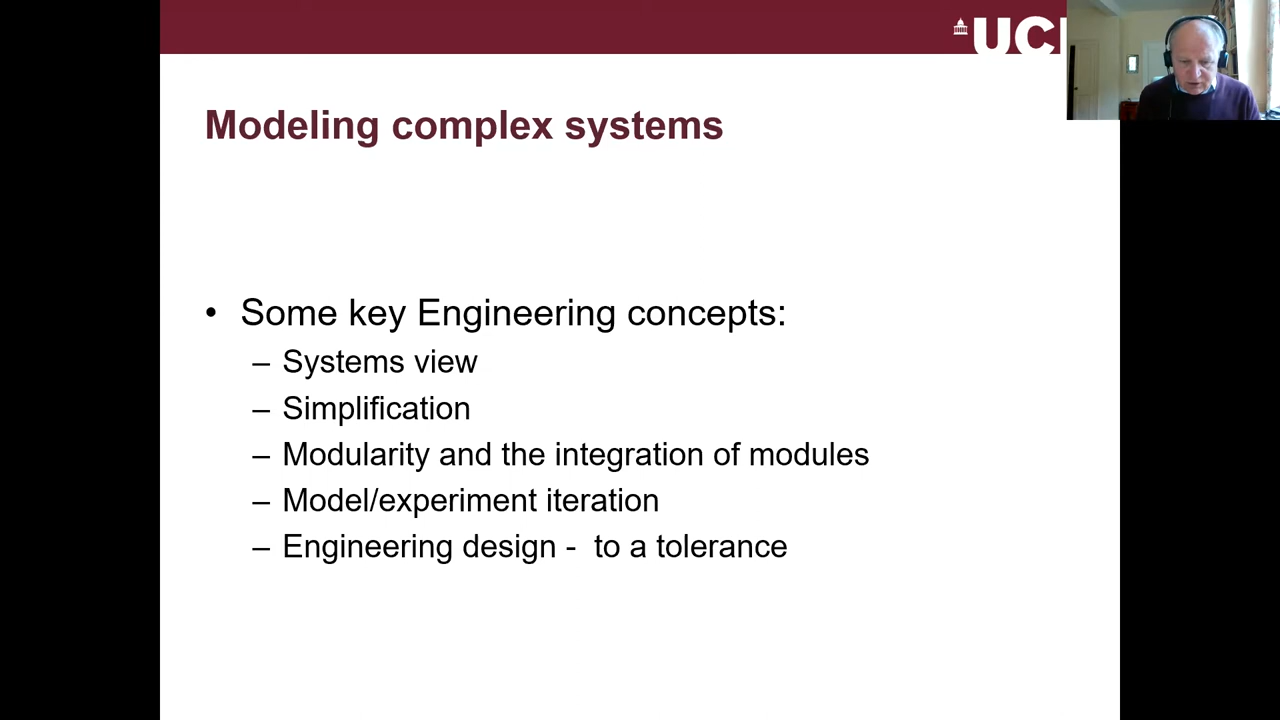 UC
Modeling complex systems
• Some key Engineering concepts:
– Systems view
– Simplification
– Modularity and the integration of modules
– Model/experiment iteration
– Engineering design - to a tolerance